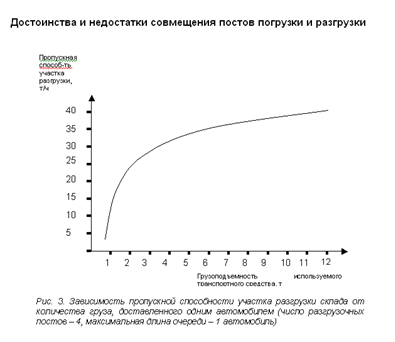 Достоинства и недостатки совмещения постов погрузки и разгрузки
Пропускная
способ-ть
участка
разгрузки,
т/ч
40
35
30
25
20
15
10
5
1 2 3 4 5 6 7 8 9 10 11 12
Грузоподъемность используемого
транспортного средства, т
Рис. 3. Зависимость пропускной способности участка разгрузки склада от
количества груза, доставленного одним автомобилем (число разгрузочных
постов – 4, максимальная длина очереди – 1 автомобиль)